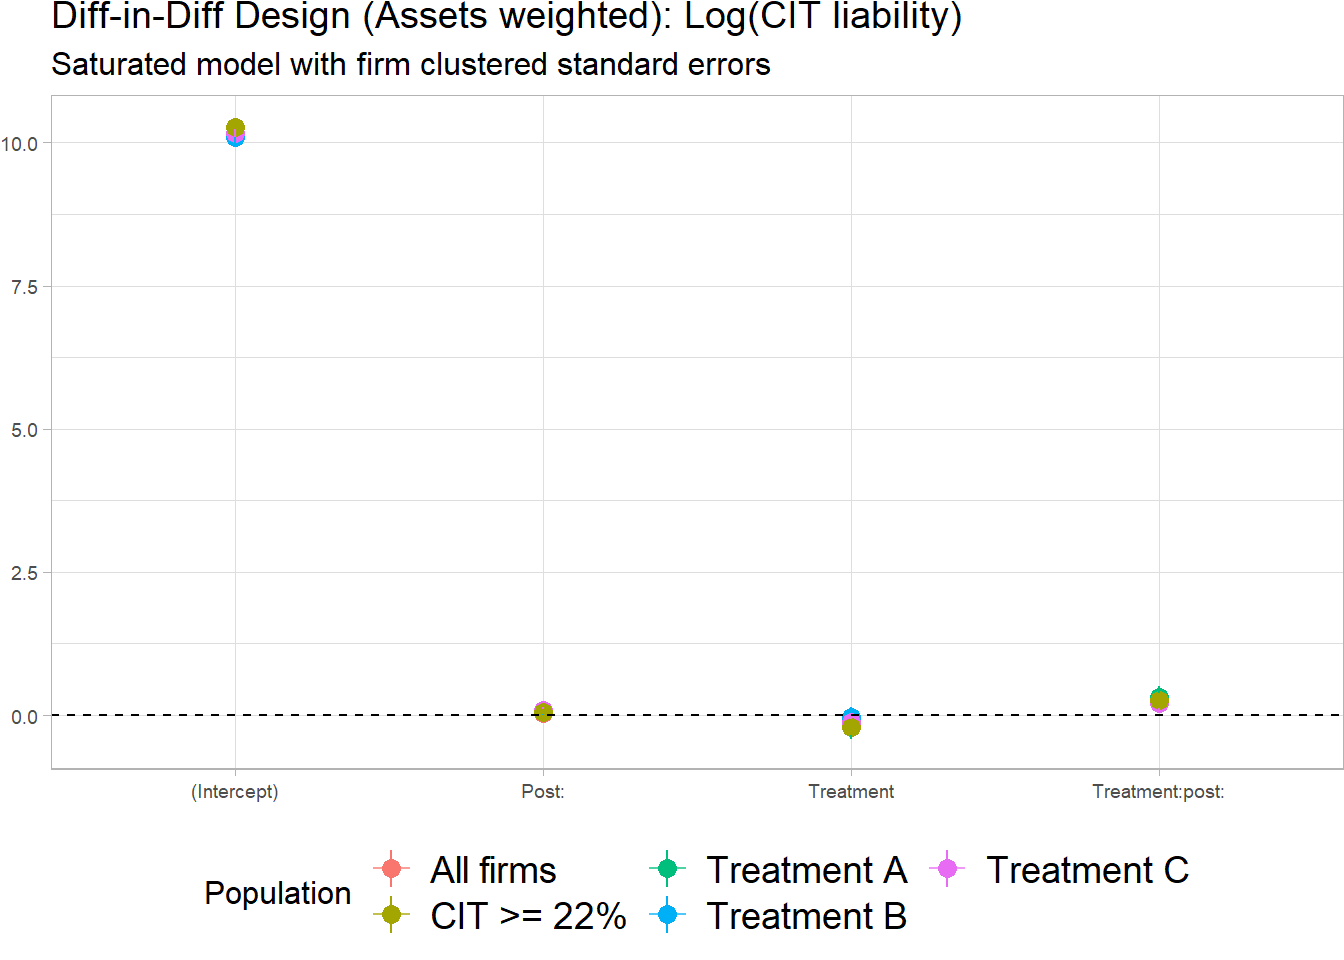 Diff-in-Diff Design (Assets weighted): Log(CIT liability)
Saturated model with firm clustered standard errors
10.0
7.5
5.0
2.5
0.0
(Intercept) Post: Treatment Treatment:post:
Population
All firms Treatment A Treatment C
CIT >= 22% Treatment B